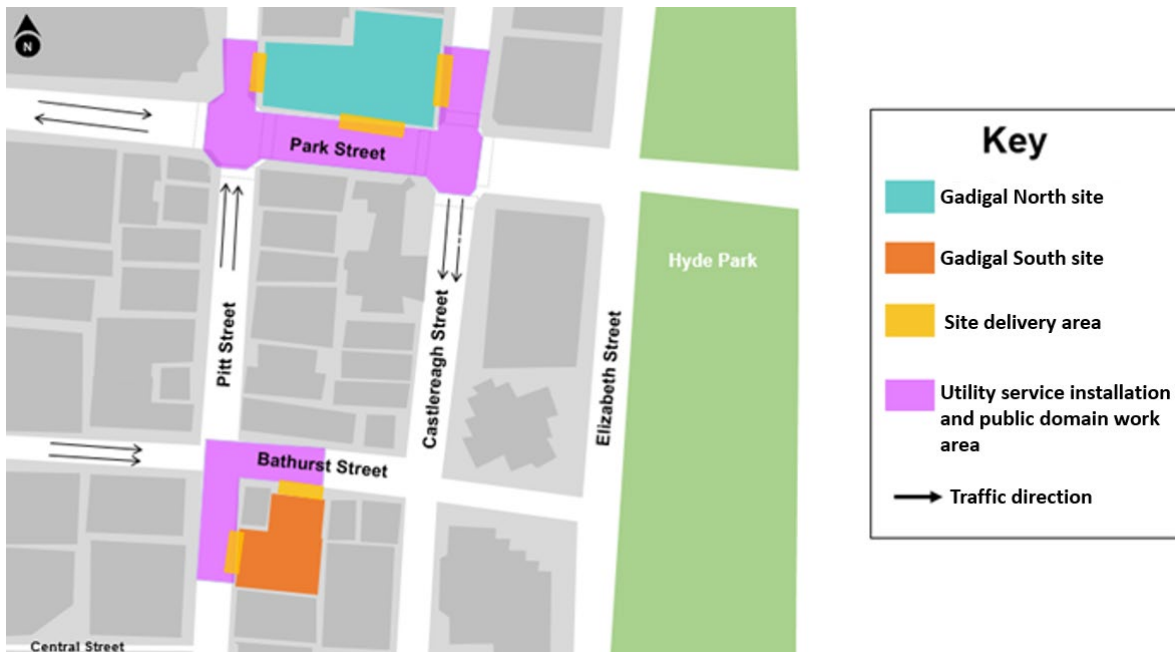 N
Park Street
Hyde Park
Pitt Street
Castlereagh Street
Elizabeth Street
Bathurst Street
Central Street
Key
Gadigal North site
Gadigal South site
Site delivery area
Utility service installation
and public domain work
area
Traffic direction